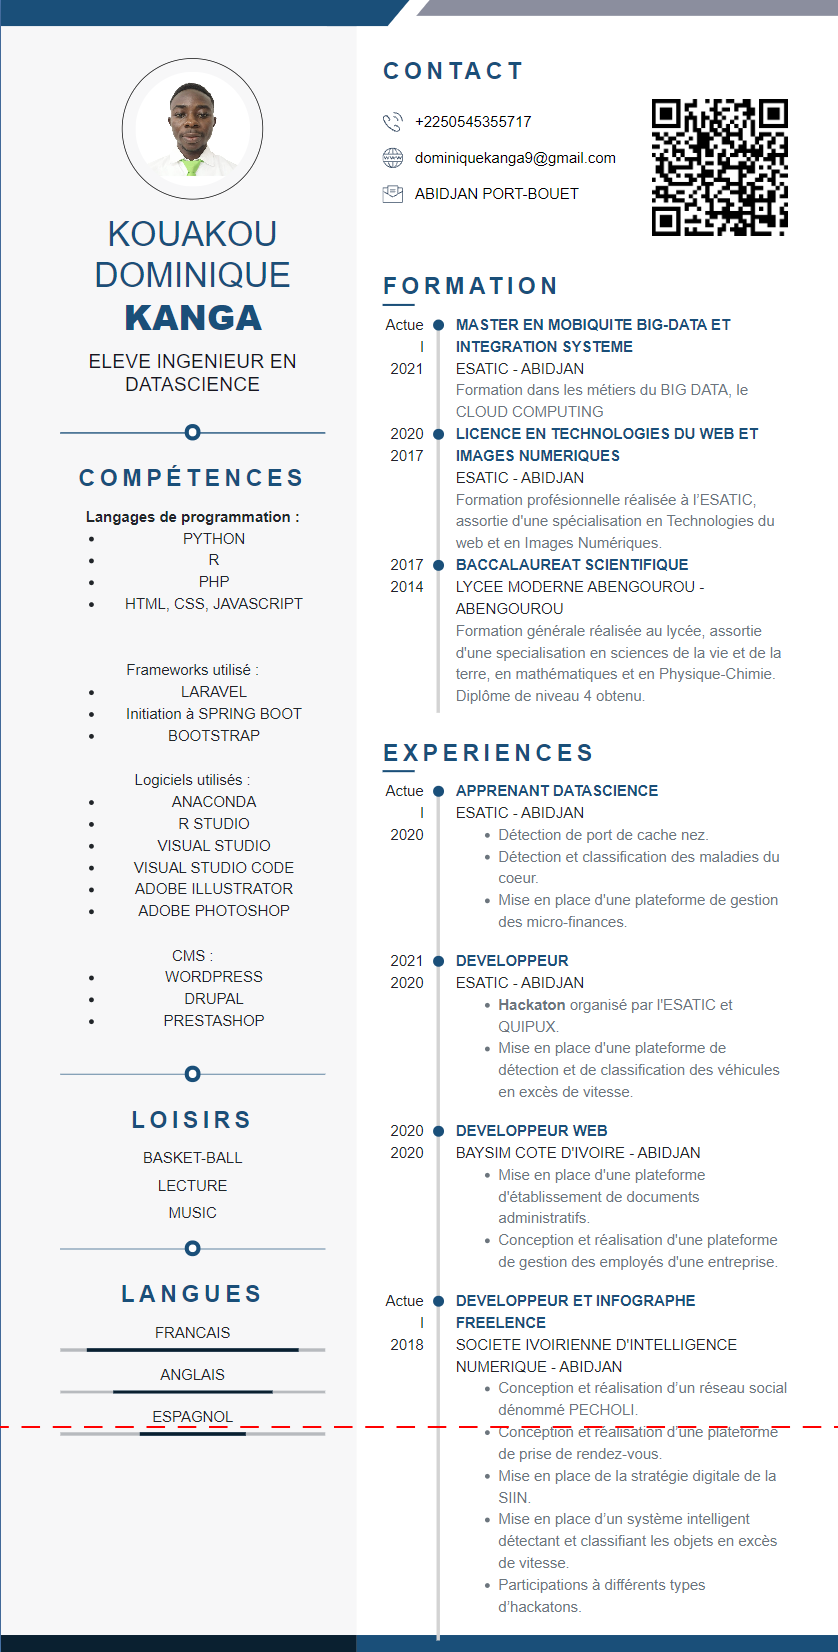 KOUAKOU
DOMINIQUE
KANGA
ELEVE INGENIEUR EN
DATASCIENCE
COMPÉTENCES
Langages de programmation :
PYTHON
R
PHP
HTML, CSS, JAVASCRIPT
Frameworks utilisé :
LARAVEL
Initiation à SPRING BOOT
BOOTSTRAP
Logiciels utilisés :
ANACONDA
R STUDIO
VISUAL STUDIO
VISUAL STUDIO CODE
ADOBE ILLUSTRATOR
ADOBE PHOTOSHOP
CMS :
WORDPRESS
DRUPAL
PRESTASHOP
LOISIRS
BASKET-BALL
LECTURE
MUSIC
LANGUES
FRANCAIS
ANGLAIS
ESPAGNOL
CONTACT
+2250545355717
www dominiquekanga9@gmail.com
ABIDJAN PORT-BOUET
FORMATION
Actue MASTER EN MOBIQUITE BIG-DATA ET
l INTEGRATION SYSTEME
2021 ESATIC - ABIDJAN
Formation dans les métiers du BIG DATA, le
CLOUD COMPUTING
2020 LICENCE EN TECHNOLOGIES DU WEB ET
2017 IMAGES NUMERIQUES
ESATIC - ABIDJAN
Formation profésionnelle réalisée à l’ESATIC,
assortie d'une spécialisation en Technologies du
web et en Images Numériques.
2017 BACCALAUREAT SCIENTIFIQUE
2014 LYCEE MODERNE ABENGOUROU -
ABENGOUROU
Formation générale réalisée au lycée, assortie
d'une specialisation en sciences de la vie et de la
terre, en mathématiques et en Physique-Chimie.
Diplôme de niveau 4 obtenu.
EXPERIENCES
Actue APPRENANT DATASCIENCE
l ESATIC - ABIDJAN
2020 Détection de port de cache nez.
Détection et classification des maladies du
coeur.
Mise en place d'une plateforme de gestion
des micro-finances.
2021 DEVELOPPEUR
2020 ESATIC - ABIDJAN
Hackaton organisé par l'ESATIC et
QUIPUX.
Mise en place d'une plateforme de
détection et de classification des véhicules
en excès de vitesse.
2020 DEVELOPPEUR WEB
2020 BAYSIM COTE D'IVOIRE - ABIDJAN
Mise en place d'une plateforme
d'établissement de documents
administratifs.
Conception et réalisation d'une plateforme
de gestion des employés d'une entreprise.
Actue DEVELOPPEUR ET INFOGRAPHE
l FREELENCE
2018 SOCIETE IVOIRIENNE D'INTELLIGENCE
NUMERIQUE - ABIDJAN
Conception et réalisation d’un réseau social
dénommé PECHOLI.
Conception et réalisation d’une plateforme
de prise de rendez-vous.
Mise en place de la stratégie digitale de la
SIIN.
Mise en place d’un système intelligent
détectant et classifiant les objets en excès
de vitesse.
Participations à différents types
d’hackatons.